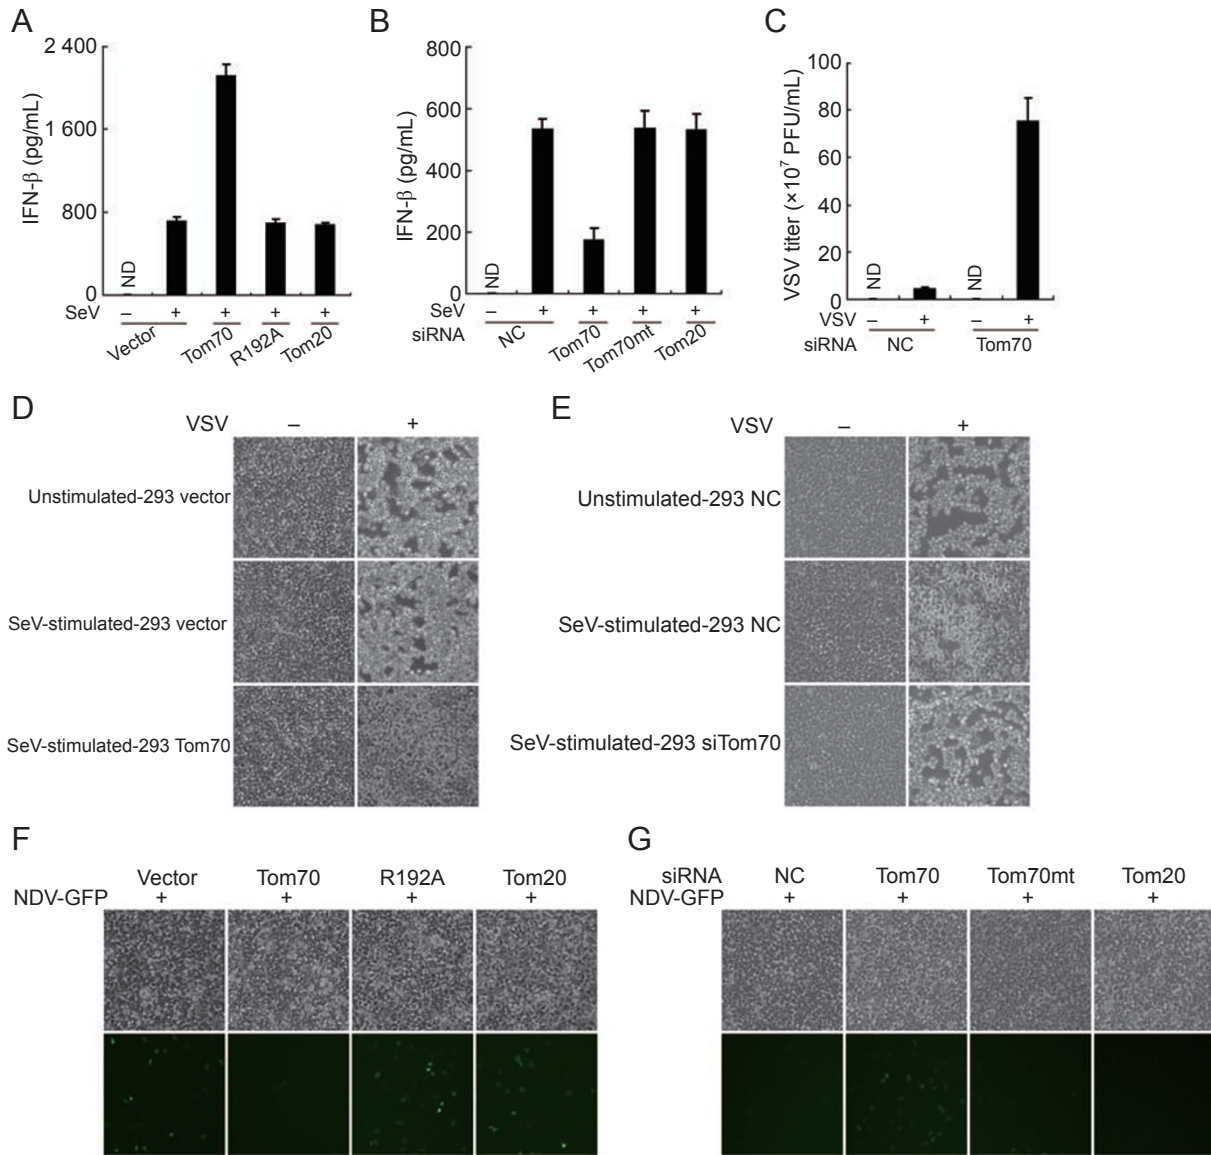 A
IFN-β (pg/mL)
2 400
1 600
800
0
ND
SeV
– + + + +
Vector Tom70 R192A Tom20
B
IFN-β (pg/mL)
800
600
400
200
0
ND
SeV
– + + + +
siRNA
NC Tom70 Tom70mt Tom20
C
VSV titer (×10⁷ PFU/mL)
100
80
60
40
20
0
ND ND
VSV – + – +
siRNA NC Tom70
D
VSV – +
Unstimulated-293 vector
SeV-stimulated-293 vector
SeV-stimulated-293 Tom70
E
VSV – +
Unstimulated-293 NC
SeV-stimulated-293 NC
SeV-stimulated-293 siTom70
F
Vector Tom70 R192A Tom20
NDV-GFP + + + +
G
siRNA NC Tom70 Tom70mt Tom20
NDV-GFP + + + +